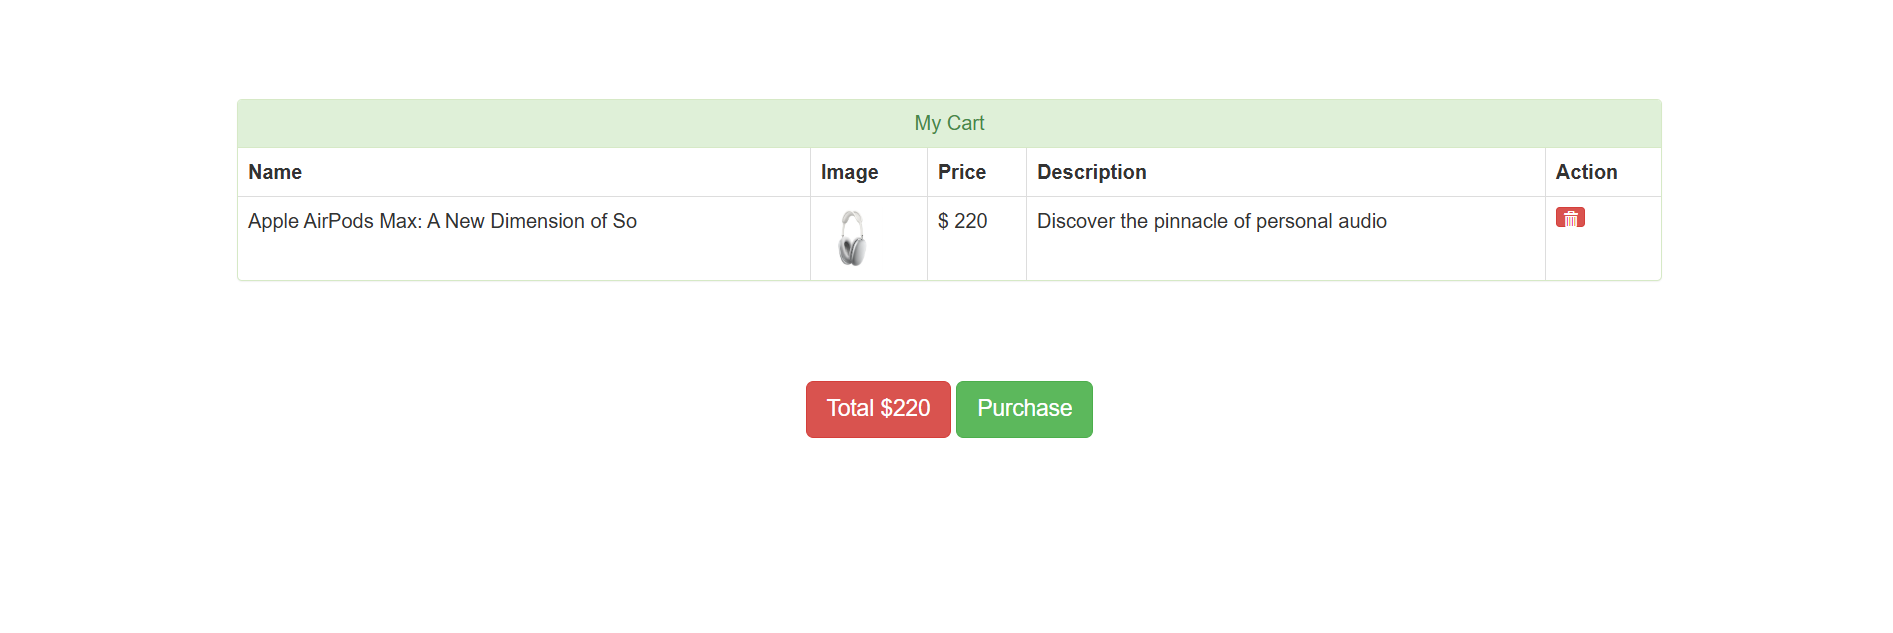 My Cart
Name Image Price Description Action
Apple AirPods Max: A New Dimension of So $ 220 Discover the pinnacle of personal audio
Total $220 Purchase